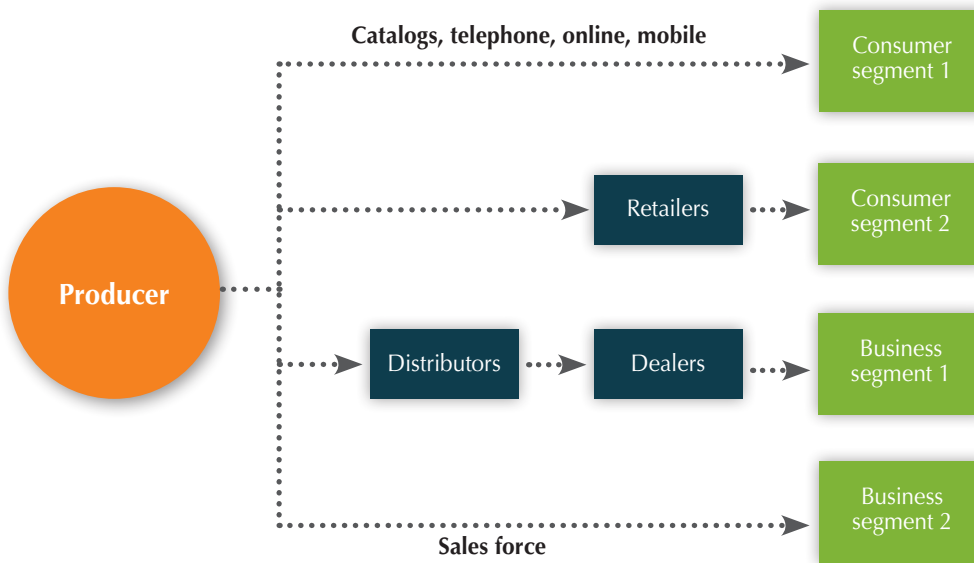 Catalogs, telephone, online, mobile
Consumer
segment 1
Retailers
Consumer
segment 2
Producer
Distributors
Dealers
Business
segment 1
Business
segment 2
Sales force